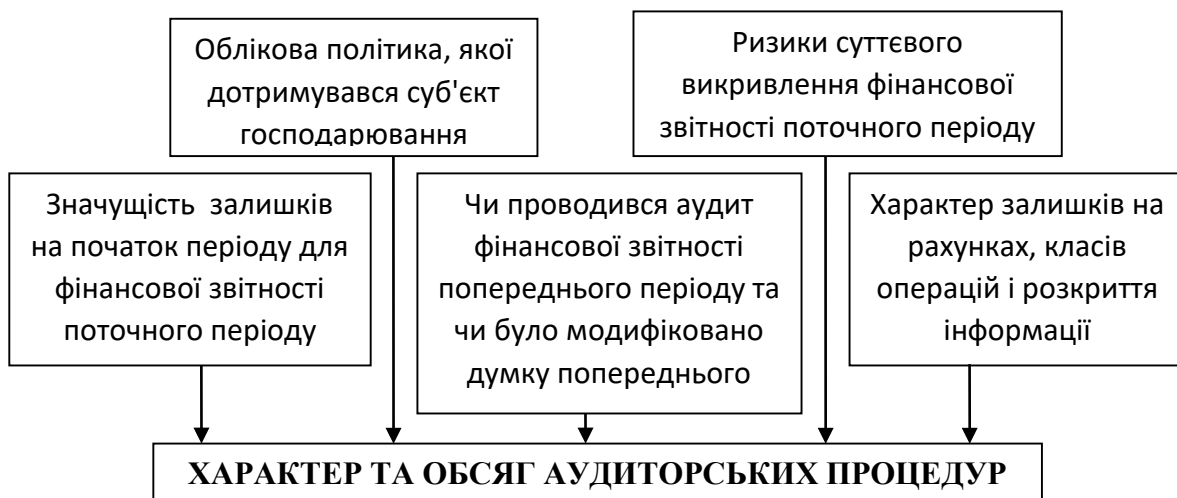 Облікова політика, якої
дотримувався суб'єкт
господарювання
Ризики суттєвого
викривлення фінансової
звітності поточного періоду
Значущість залишків
на початок періоду для
фінансової звітності
поточного періоду
Чи проводився аудит
фінансової звітності
попереднього періоду та
чи було модифіковано
думку попереднього
Характер залишків на
рахунках, класів
операцій і розкриття
інформації
ХАРАКТЕР ТА ОБСЯГ АУДИТОРСЬКИХ ПРОЦЕДУР